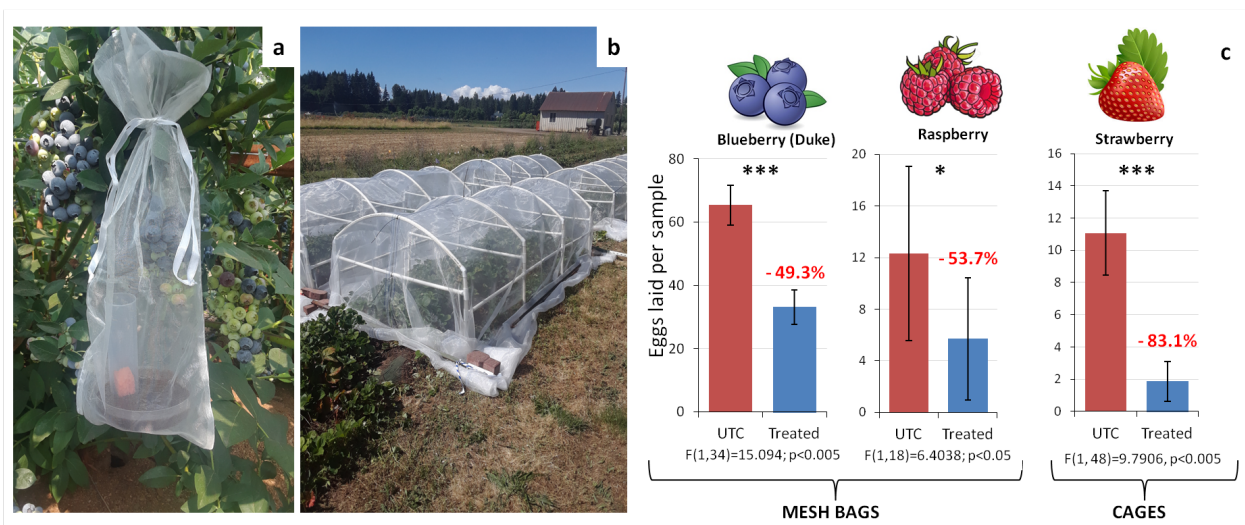 a
b
c
Blueberry (Duke)
Raspberry
Strawberry
Eggs laid per sample
80
60
40
20
0
***
- 49.3%
UTC Treated
F(1,34)=15.094; p<0.005
20
16
12
8
4
0
*
- 53.7%
UTC Treated
F(1,18)=6.4038; p<0.05
16
14
12
10
8
6
4
2
0
***
- 83.1%
UTC Treated
F(1, 48)=9.7906, p<0.005
MESH BAGS
CAGES